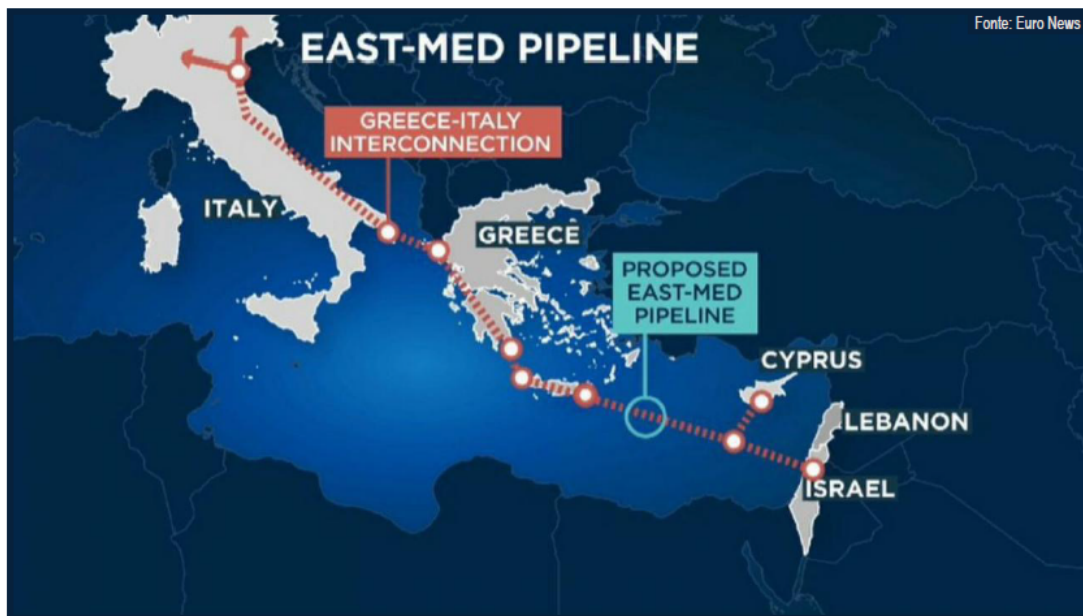 Fonte: Euro News
EAST-MED PIPELINE
GREECE-ITALY
INTERCONNECTION
ITALY
GREECE
PROPOSED
EAST-MED
PIPELINE
CYPRUS
LEBANON
ISRAEL